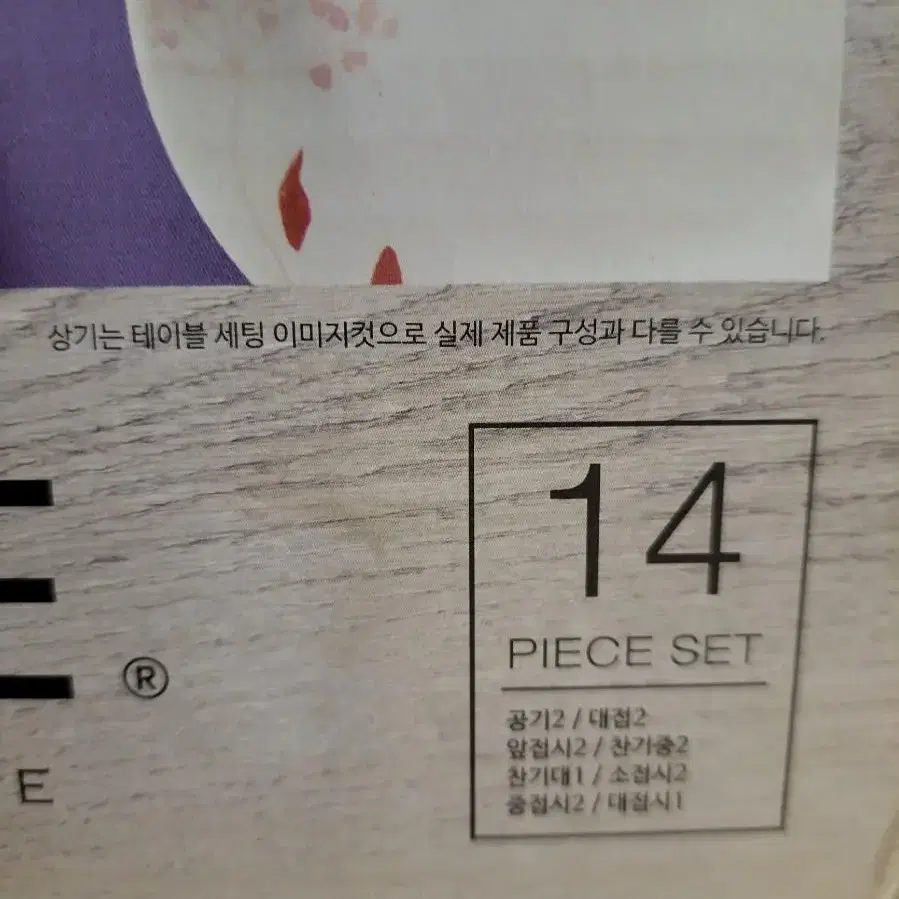 상기는 테이블 세팅 이미지컷으로 실제 제품 구성과 다를 수 있습니다.
14
PIECE SET
E
®
E
공기2 / 대접2
앞접시2 / 찬기중2
찬기대1 / 소접시2
중접시2 / 대접시1